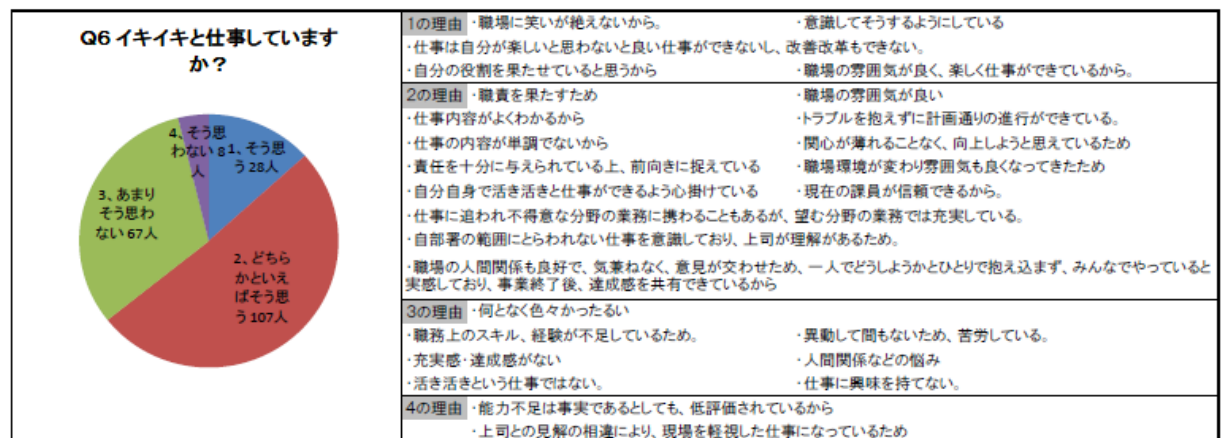 Q6 イキイキと仕事しています
か？
4、そう思
わない 8
人
1、そう思
う 28人
3、あまり
そう思わ
ない 67人
2、どちら
かといえ
ばそう思
う 107人
1の理由 ・職場に笑いが絶えないから。 ・意識してそうするようにしている
・仕事は自分が楽しいと思わないと良い仕事ができないし、改善改革もできない。
・自分の役割を果たせていると思うから ・職場の雰囲気が良く、楽しく仕事ができているから。
2の理由 ・職責を果たすため ・職場の雰囲気が良い
・仕事内容がよくわかるから ・トラブルを抱えずに計画通りの進行ができている。
・仕事の内容が単調でないから ・関心が薄れることなく、向上しようと思えているため
・責任を十分に与えられている上、前向きに捉えている ・職場環境が変わり雰囲気も良くなってきたため
・自分自身で活き活きと仕事ができるよう心掛けている ・現在の課員が信頼できるから。
・仕事に追われ不得意な分野の業務に携わることもあるが、望む分野の業務では充実している。
・自部署の範囲にとらわれない仕事を意識しており、上司が理解があるため。
・職場の人間関係も良好で、気兼ねなく、意見が交わせため、一人でどうしようかとひとりで抱え込まず、みんなでやっていると
実感しており、事業終了後、達成感を共有できているから
3の理由 ・何となく色々かったるい
・職務上のスキル、経験が不足しているため。 ・異動して間もないため、苦労している。
・充実感・達成感がない ・人間関係などの悩み
・活き活きという仕事ではない。 ・仕事に興味を持てない。
4の理由 ・能力不足は事実であるとしても、低評価されているから
・上司との見解の相違により、現場を軽視した仕事になっているため